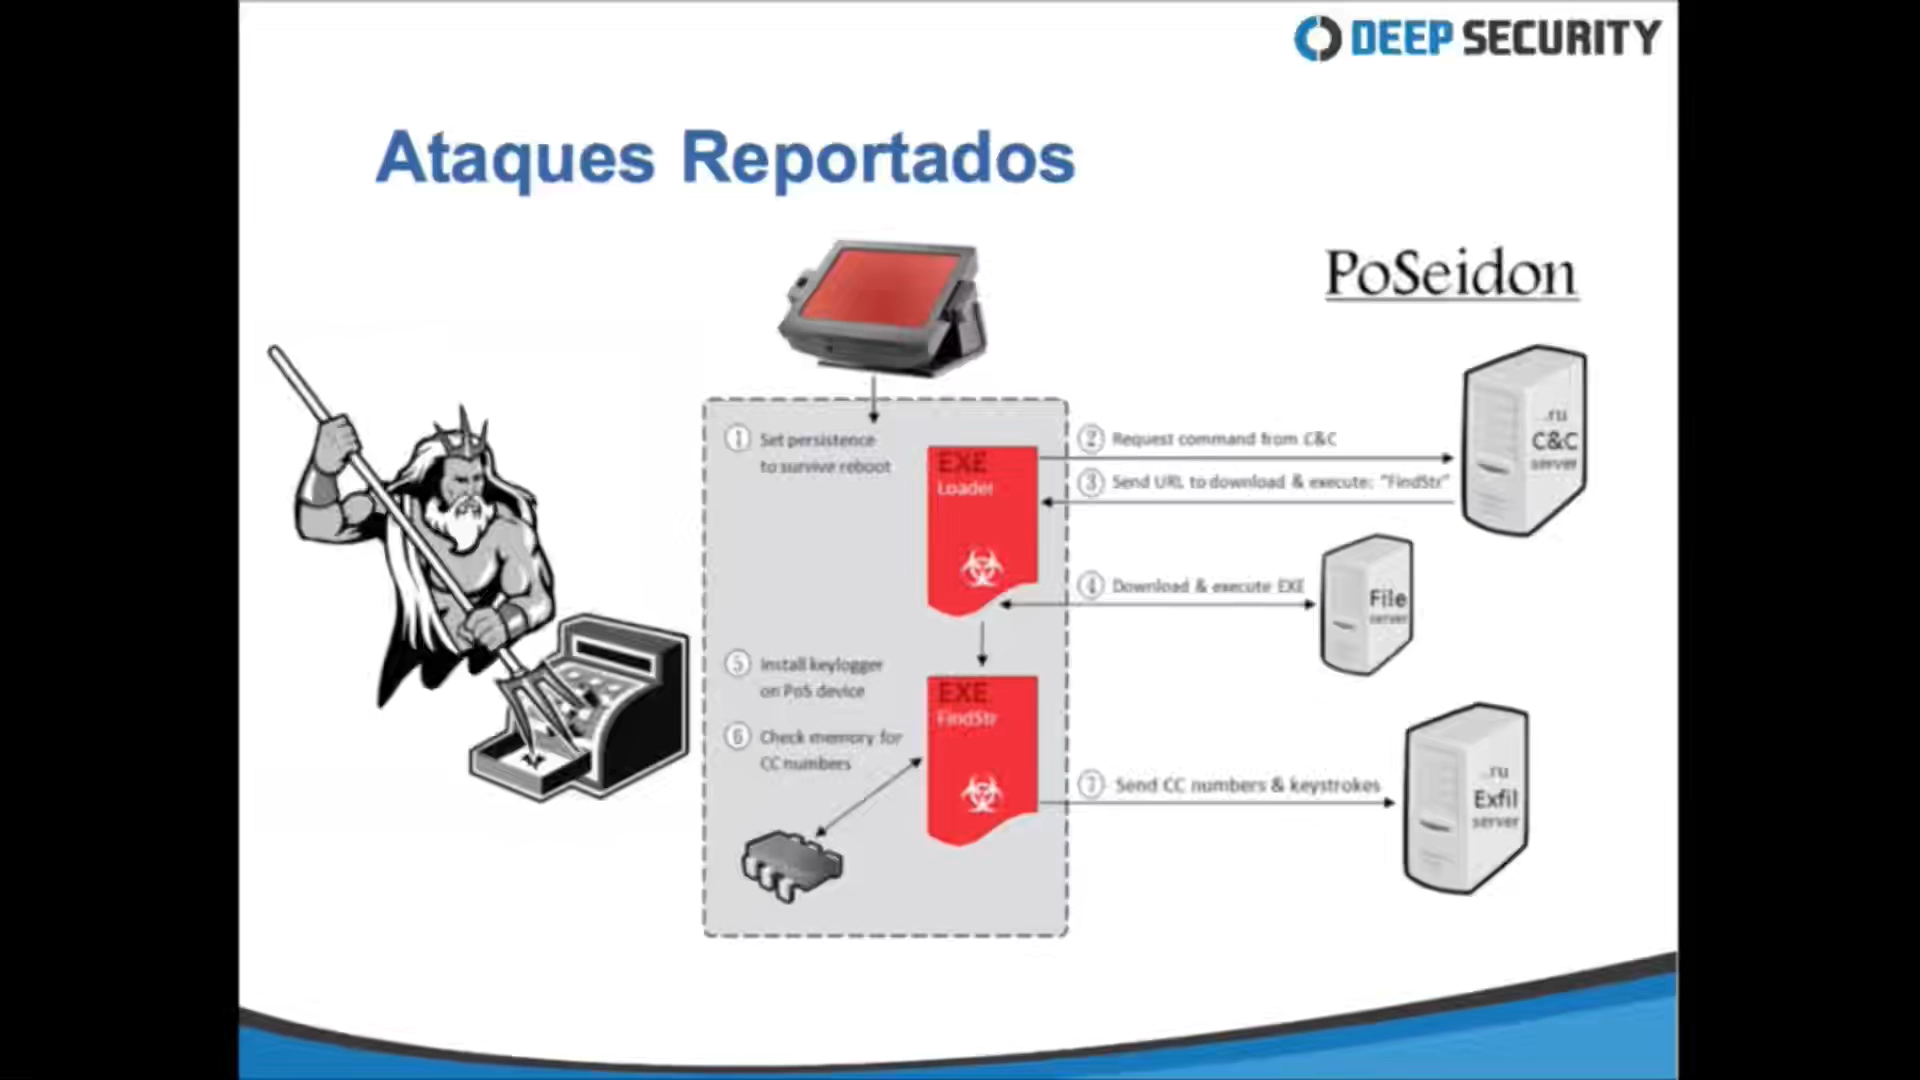 DEEP SECURITY
Ataques Reportados
PoSeidon
1 Set persistence
to survive reboot
EXE
Loader
2 Request command from C&C
3 Send URL to download & execute: "FindStr"
.ru
C&C
server
4 Download & execute EXE
File
server
5 Install keylogger
on PoS device
EXE
FindStr
6 Check memory for
CC numbers
7 Send CC numbers & keystrokes
.ru
Exfil
server